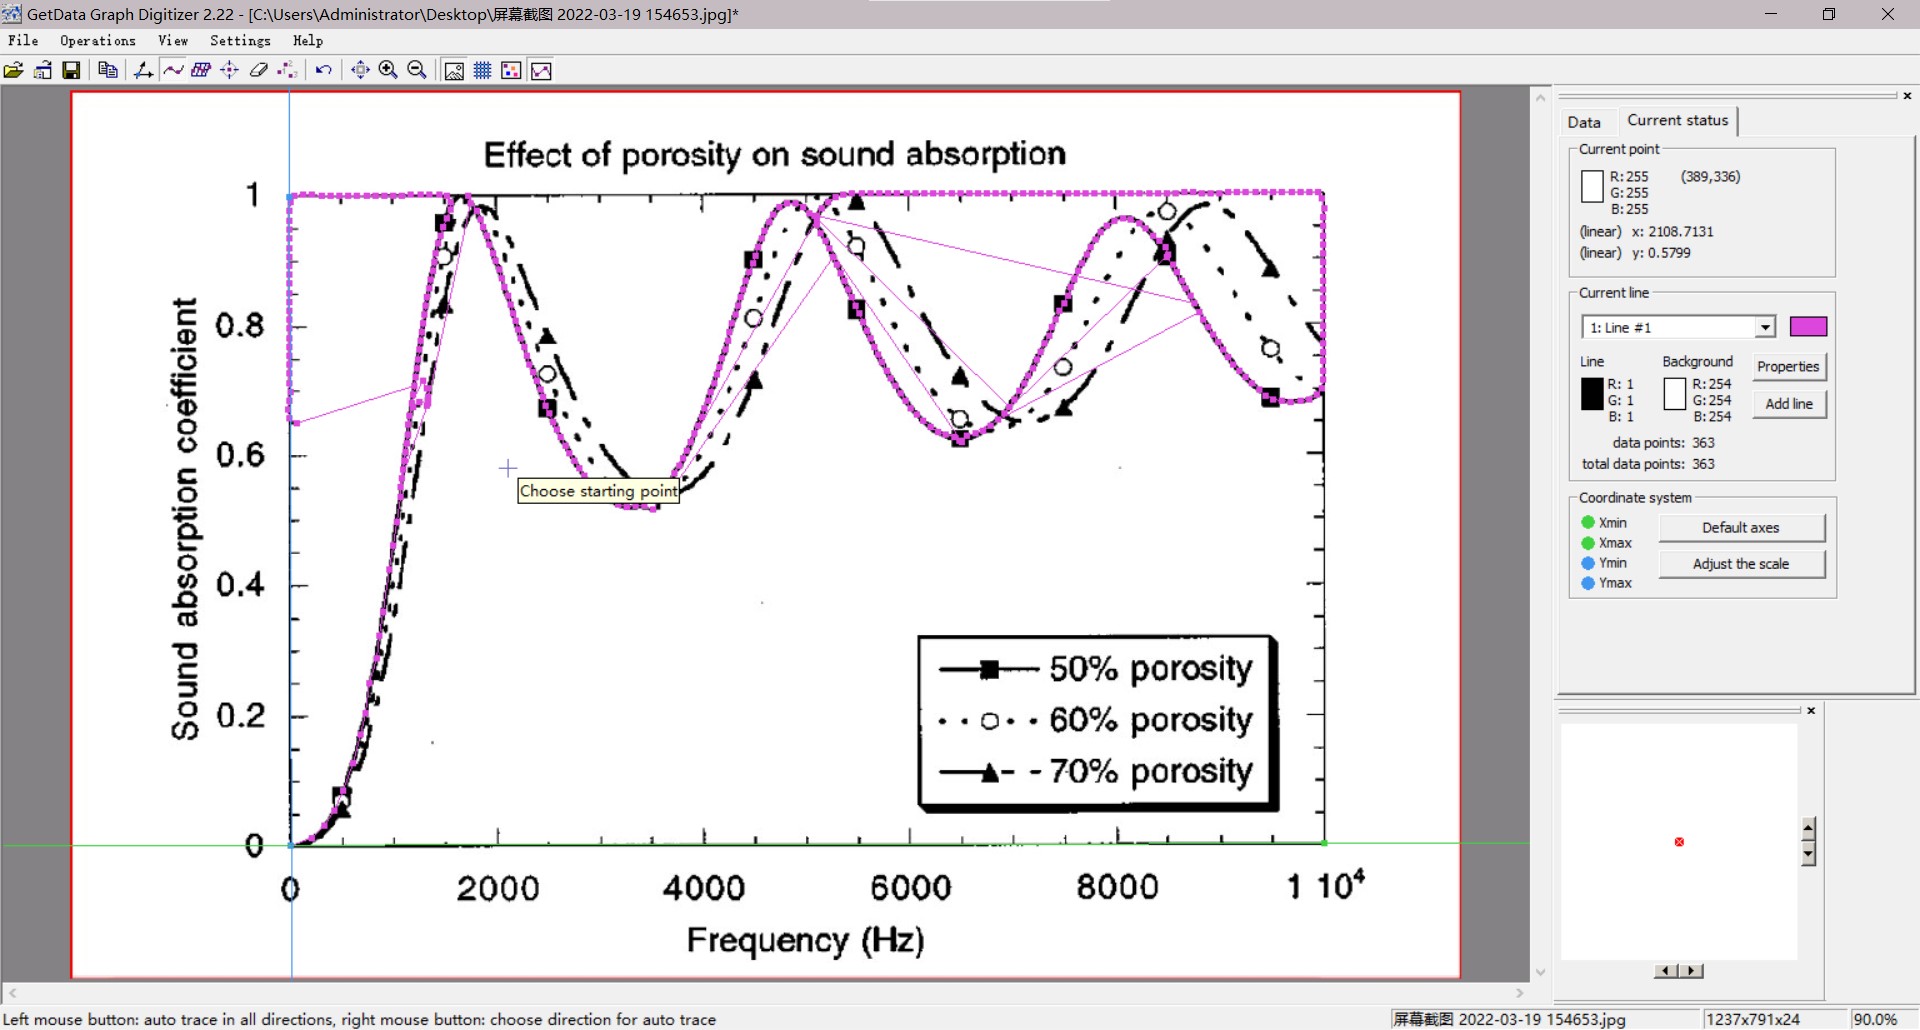 GetData Graph Digitizer 2.22 - [C:\Users\Administrator\Desktop\屏幕截图 2022-03-19 154653.jpg]*
File Operations View Settings Help
Effect of porosity on sound absorption
Sound absorption coefficient
1
0.8
0.6
0.4
0.2
0
Choose starting point
50% porosity
60% porosity
70% porosity
0 2000 4000 6000 8000 1 10⁴
Frequency (Hz)
Data Current status
Current point
R:255 (389,336)
G:255
B:255
(linear) x: 2108.7131
(linear) y: 0.5799
Current line
1: Line #1
Line Background Properties
R: 1 R:254
G: 1 G:254 Add line
B: 1 B:254
data points: 363
total data points: 363
Coordinate system
Xmin Default axes
Xmax
Ymin Adjust the scale
Ymax
Left mouse button: auto trace in all directions, right mouse button: choose direction for auto trace
屏幕截图 2022-03-19 154653.jpg 1237x791x24 90.0%